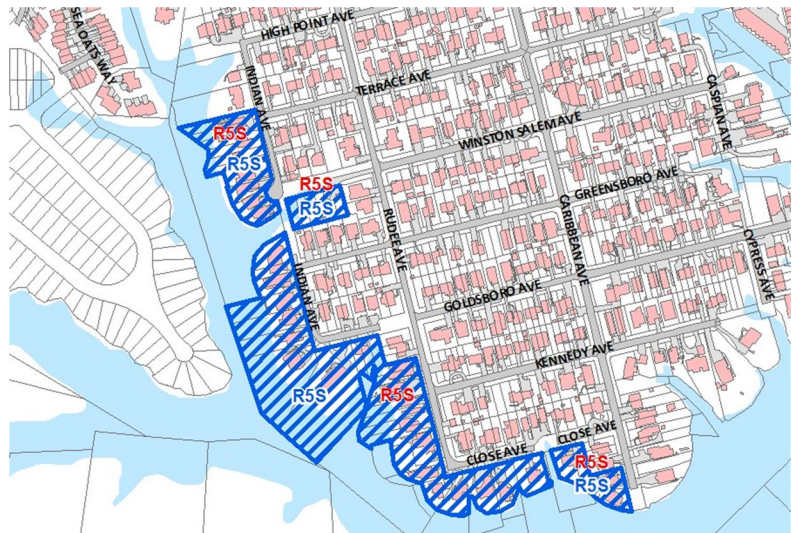 SEA OATS WAY
HIGH POINT AVE
INDIAN AVE
TERRACE AVE
CASPIAN AVE
WINSTON SALEM AVE
R5S
R5S
R5S
R5S
GREENSBORO AVE
RUDEE AVE
CARIBBEAN AVE
CYPRESS AVE
INDIAN AVE
GOLDSBORO AVE
KENNEDY AVE
R5S
R5S
CLOSE AVE
CLOSE AVE
R5S
R5S